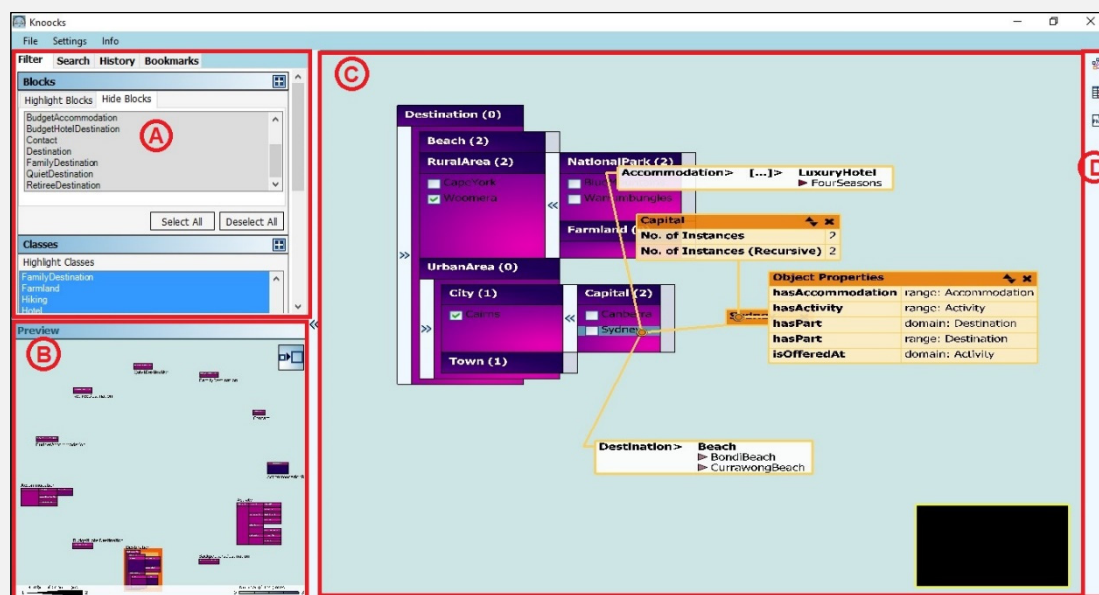 Knoocks
File Settings Info
Filter Search History Bookmarks
Blocks
Highlight Blocks Hide Blocks
BudgetAccommodation
BudgetHotelDestination
Contact
Destination
FamilyDestination
QuietDestination
RetireeDestination
A
Select All Deselect All
Classes
Highlight Classes
FamilyDestination
Farmland
Hiking
Hotel
Preview
B
C
Destination (0)
Beach (2)
RuralArea (2)
CapeYork
Woomera
NationalPark (2)
Warrumbungles
Farmland
UrbanArea (0)
City (1)
Cairns
Capital (2)
Canberra
Sydney
Town (1)
Accommodation> [...]> LuxuryHotel
FourSeasons
Capital
No. of Instances 2
No. of Instances (Recursive) 2
Object Properties
hasAccommodation range: Accommodation
hasActivity range: Activity
hasPart domain: Destination
hasPart range: Destination
isOfferedAt domain: Activity
Destination> Beach
BondiBeach
CurrawongBeach
D